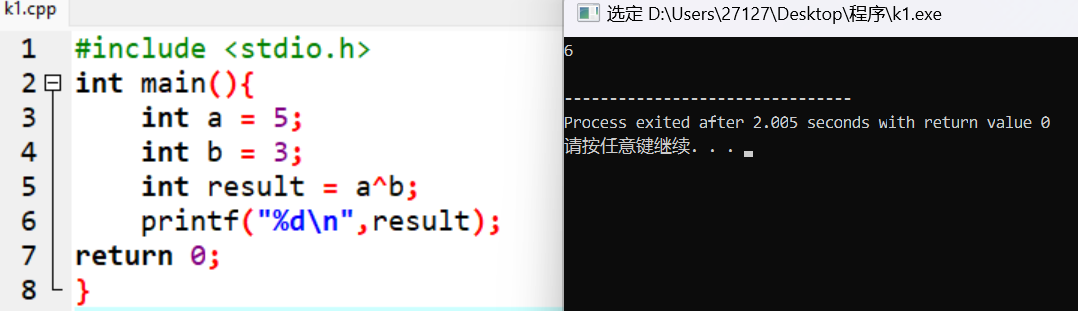 k1.cpp
1 #include <stdio.h>
2 int main(){
3 int a = 5;
4 int b = 3;
5 int result = a^b;
6 printf("%d\n",result);
7 return 0;
8 }
选定 D:\Users\27127\Desktop\程序\k1.exe
6
--------------------------------
Process exited after 2.005 seconds with return value 0
请按任意键继续. . .